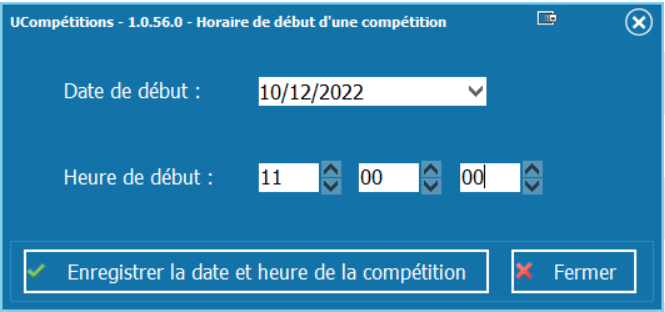 UCompétitions - 1.0.56.0 - Horaire de début d'une compétition
Date de début : 10/12/2022
Heure de début : 11 00 00
Enregistrer la date et heure de la compétition Fermer